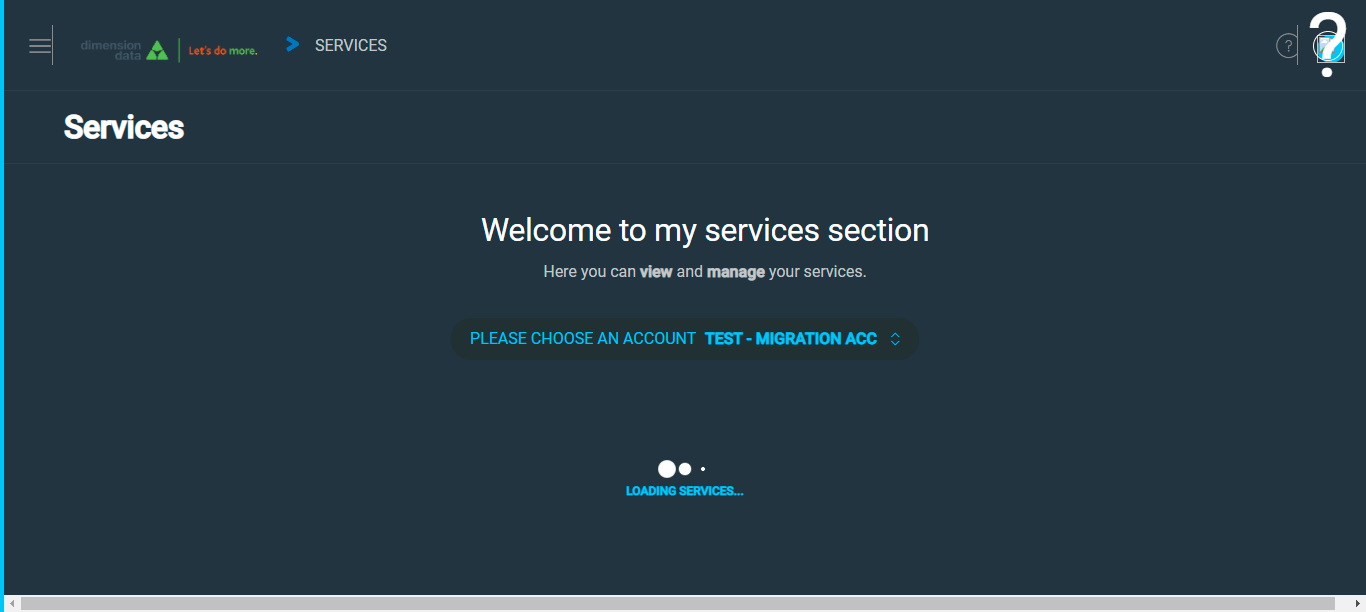 dimension
data
Let's do more.
SERVICES
?
?
Services
Welcome to my services section
Here you can view and manage your services.
PLEASE CHOOSE AN ACCOUNT TEST - MIGRATION ACC
LOADING SERVICES...